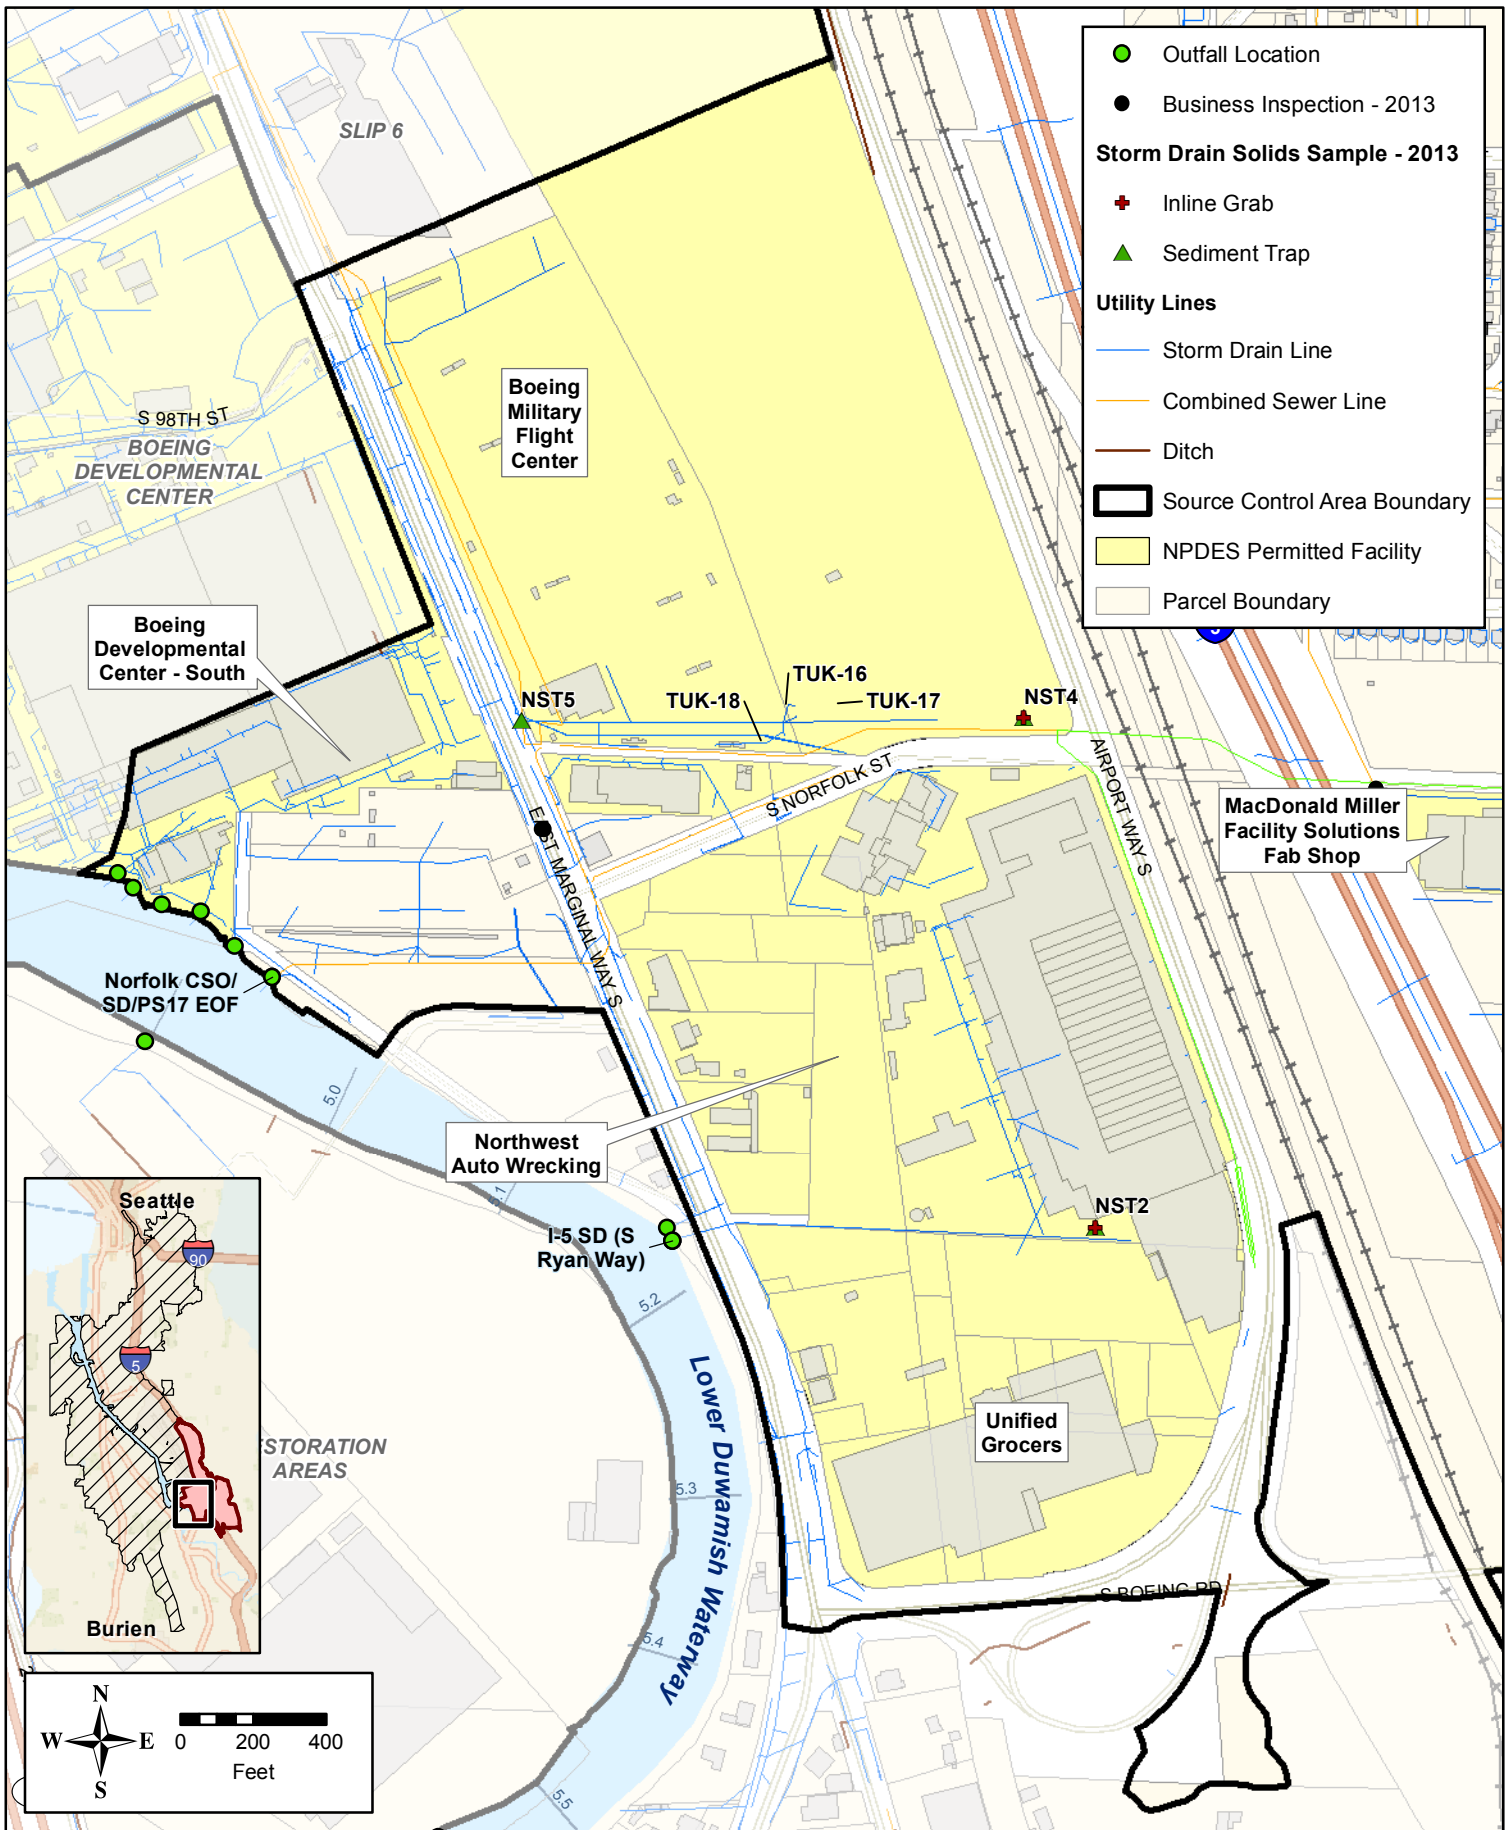 Outfall Location
Business Inspection - 2013
Storm Drain Solids Sample - 2013
Inline Grab
Sediment Trap
Utility Lines
Storm Drain Line
Combined Sewer Line
Ditch
Source Control Area Boundary
NPDES Permitted Facility
Parcel Boundary
SLIP 6
Boeing
Military
Flight
Center
S 98TH ST
BOEING
DEVELOPMENTAL
CENTER
Boeing
Developmental
Center - South
NST5
TUK-18
TUK-16
TUK-17
NST4
S NORFOLK ST
AIRPORT WAY S
MacDonald Miller
Facility Solutions
Fab Shop
EAST MARGINAL WAY S
Norfolk CSO/
SD/PS17 EOF
5.0
Northwest
Auto Wrecking
5.1
NST2
I-5 SD (S
Ryan Way)
5.2
Lower Duwamish Waterway
Unified
Grocers
5.3
STORATION
AREAS
S BOEING RD
5.4
5.5
Seattle
90
5
Burien
N
W E
S
0 200 400
Feet